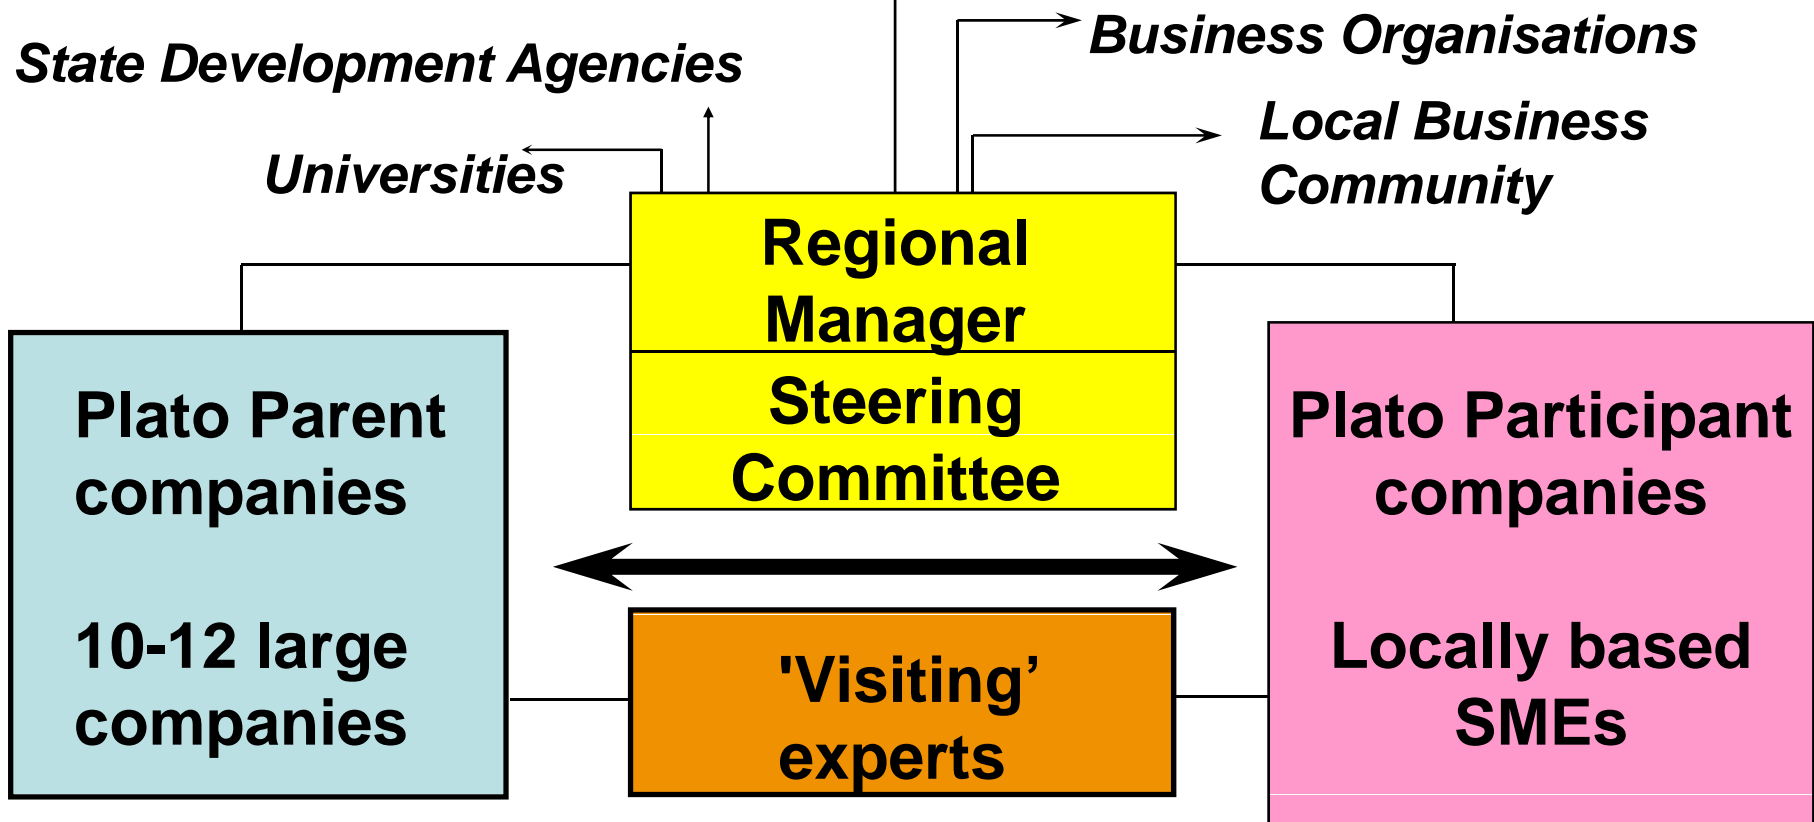 Business Organisations
State Development Agencies
Local Business
Community
Universities
Regional
Manager
Steering
Committee
Plato Parent
companies
10-12 large
companies
Plato Participant
companies
Locally based
SMEs
'Visiting’
experts